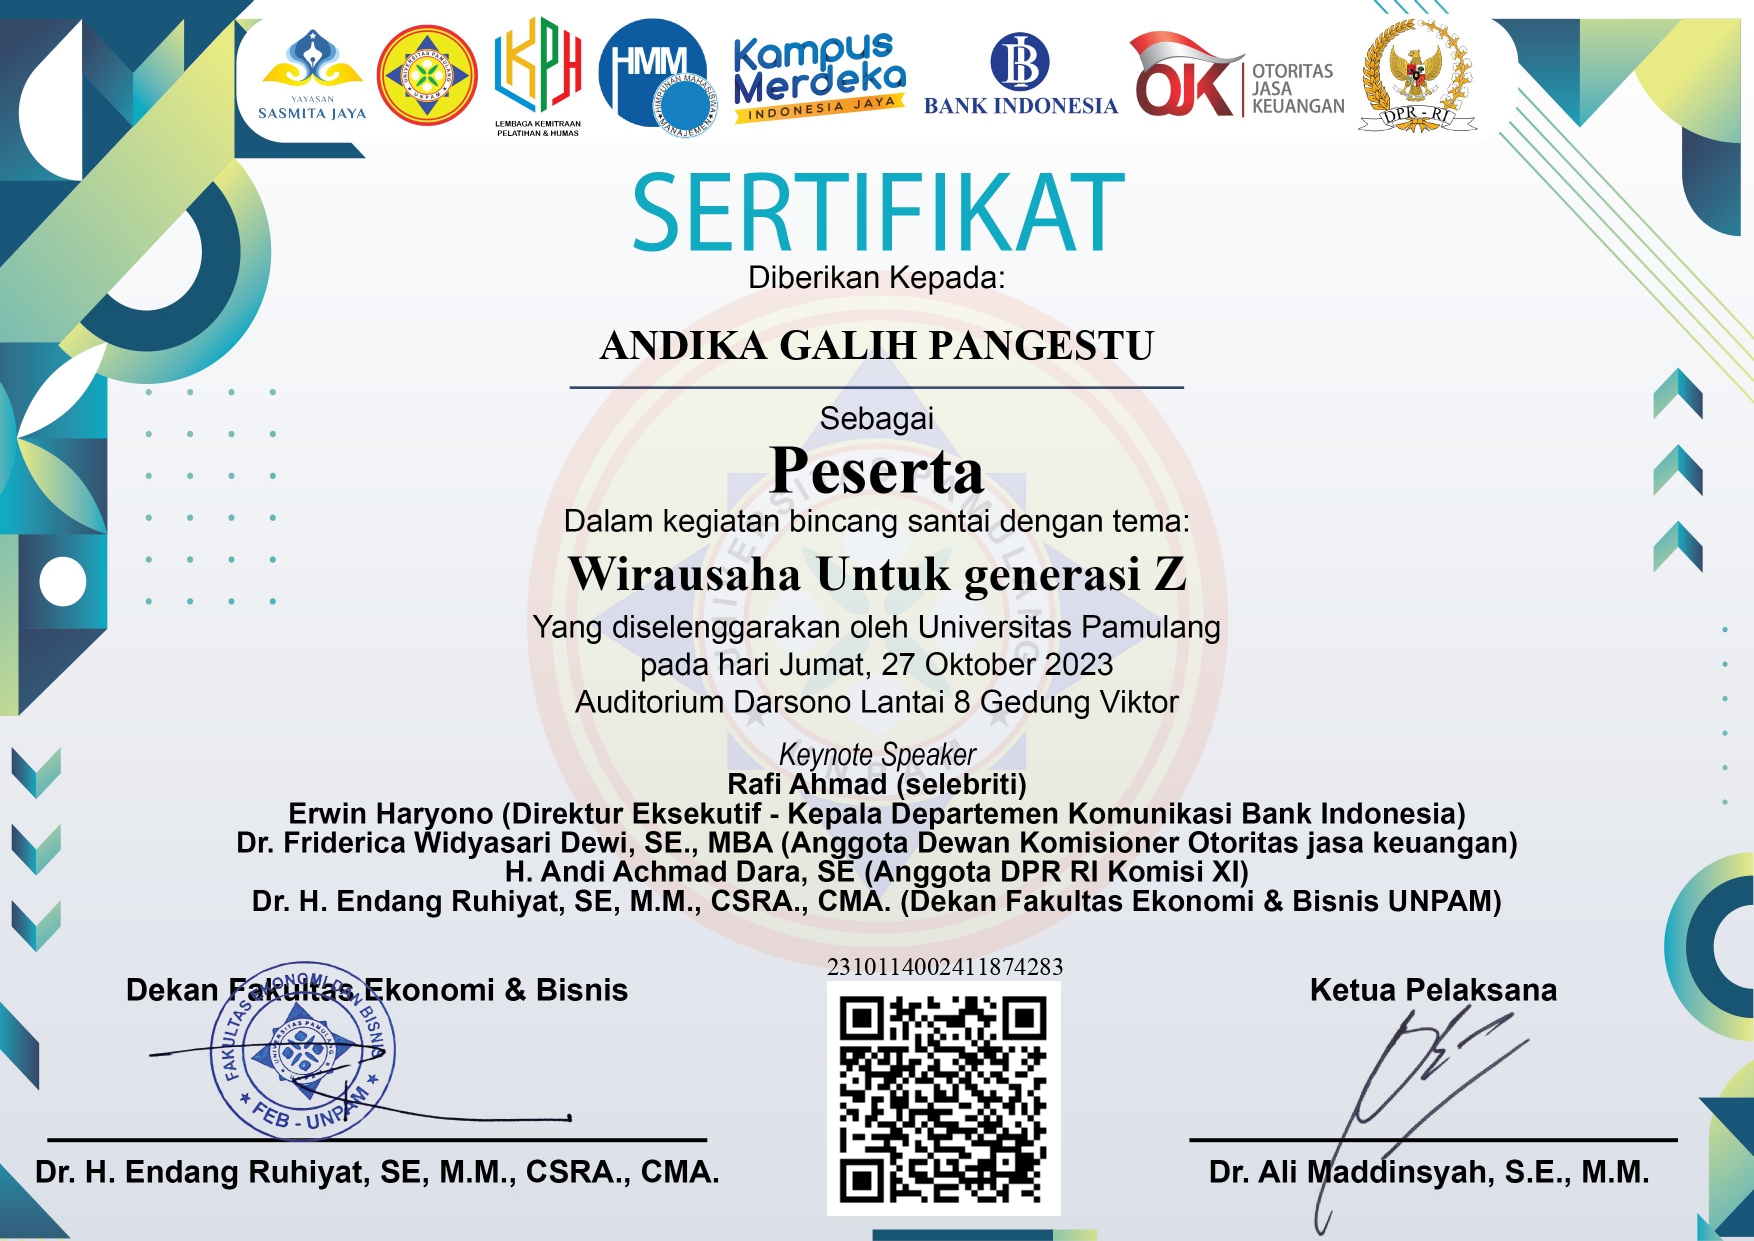 YAYASAN
SASMITA JAYA
UNIVERSITAS PAMULANG
UNPAM
LKPH
LEMBAGA KEMITRAAN
PELATIHAN & HUMAS
HMM
HIMPUNAN MAHASISWA
MANAJEMEN
Kampus
Merdeka
INDONESIA JAYA
BANK INDONESIA
OJK
OTORITAS
JASA
KEUANGAN
DPR - RI
SERTIFIKAT
Diberikan Kepada:
ANDIKA GALIH PANGESTU
Sebagai
Peserta
Dalam kegiatan bincang santai dengan tema:
Wirausaha Untuk generasi Z
Yang diselenggarakan oleh Universitas Pamulang
pada hari Jumat, 27 Oktober 2023
Auditorium Darsono Lantai 8 Gedung Viktor
UNIVERSITAS PAMULANG
UNPAM
Keynote Speaker
Rafi Ahmad (selebriti)
Erwin Haryono (Direktur Eksekutif - Kepala Departemen Komunikasi Bank Indonesia)
Dr. Friderica Widyasari Dewi, SE., MBA (Anggota Dewan Komisioner Otoritas jasa keuangan)
H. Andi Achmad Dara, SE (Anggota DPR RI Komisi XI)
Dr. H. Endang Ruhiyat, SE, M.M., CSRA., CMA. (Dekan Fakultas Ekonomi & Bisnis UNPAM)
2310114002411874283
Dekan Fakultas Ekonomi & Bisnis
FAKULTAS EKONOMI DAN BISNIS
UNIVERSITAS PAMULANG
FEB - UNPAM
Dr. H. Endang Ruhiyat, SE, M.M., CSRA., CMA.
Ketua Pelaksana
Dr. Ali Maddinsyah, S.E., M.M.